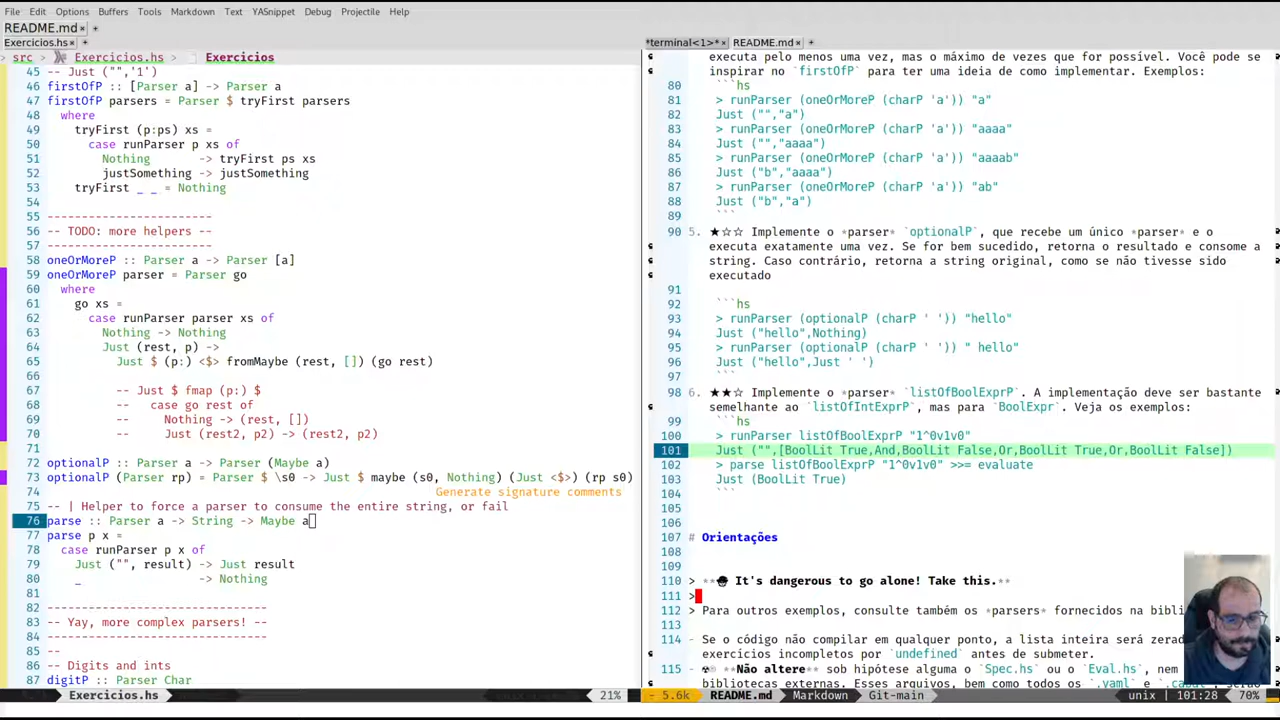 File Edit Options Buffers Tools Markdown Text YASnippet Debug Projectile Help
README.md× +
Exercicios.hs× +
src > Exercicios.hs > Exercicios
45 -- Just ("",'1')
46 firstOfP :: [Parser a] -> Parser a
47 firstOfP parsers = Parser $ tryFirst parsers
48 where
49 tryFirst (p:ps) xs =
50 case runParser p xs of
51 Nothing -> tryFirst ps xs
52 justSomething -> justSomething
53 tryFirst _ _ = Nothing
54
55 ------------------------
56 -- TODO: more helpers --
57 ------------------------
58 oneOrMoreP :: Parser a -> Parser [a]
59 oneOrMoreP parser = Parser go
60 where
61 go xs =
62 case runParser parser xs of
63 Nothing -> Nothing
64 Just (rest, p) ->
65 Just $ (p:) <$> fromMaybe (rest, []) (go rest)
66
67 -- Just $ fmap (p:) $
68 -- case go rest of
69 -- Nothing -> (rest, [])
70 -- Just (rest2, p2) -> (rest2, p2)
71
72 optionalP :: Parser a -> Parser (Maybe a)
73 optionalP (Parser rp) = Parser $ \s0 -> Just $ maybe (s0, Nothing) (Just <$>) (rp s0)
74 Generate signature comments
75 -- | Helper to force a parser to consume the entire string, or fail
76 parse :: Parser a -> String -> Maybe a
77 parse p x =
78 case runParser p x of
79 Just ("", result) -> Just result
80 _ -> Nothing
81
82 --------------------------------
83 -- Yay, more complex parsers! --
84 --------------------------------
85 --
86 -- Digits and ints
87 digitP :: Parser Char
Exercicios.hs 21%
*terminal<1>*× README.md× +
executa pelo menos uma vez, mas o máximo de vezes que for possível. Você pode se
inspirar no `firstOfP` para ter uma ideia de como implementar. Exemplos:
80 ```hs
81 > runParser (oneOrMoreP (charP 'a')) "a"
82 Just ("","a")
83 > runParser (oneOrMoreP (charP 'a')) "aaaa"
84 Just ("","aaaa")
85 > runParser (oneOrMoreP (charP 'a')) "aaaab"
86 Just ("b","aaaa")
87 > runParser (oneOrMoreP (charP 'a')) "ab"
88 Just ("b","a")
89 ```
90 5. ★☆☆ Implemente o *parser* `optionalP`, que recebe um único *parser* e o
executa exatamente uma vez. Se for bem sucedido, retorna o resultado e consome a
string. Caso contrário, retorna a string original, como se não tivesse sido
executado
91
92 ```hs
93 > runParser (optionalP (charP ' ')) "hello"
94 Just ("hello",Nothing)
95 > runParser (optionalP (charP ' ')) " hello"
96 Just ("hello",Just ' ')
97 ```
98 6. ★★☆ Implemente o *parser* `listOfBoolExprP`. A implementação deve ser bastante
semelhante ao `listOfIntExprP`, mas para `BoolExpr`. Veja os exemplos:
99 ```hs
100 > runParser listOfBoolExprP "1^0v1v0"
101 Just ("",[BoolLit True,And,BoolLit False,Or,BoolLit True,Or,BoolLit False])
102 > parse listOfBoolExprP "1^0v1v0" >>= evaluate
103 Just (BoolLit True)
104 ```
105
106
107 # Orientações
108
109
110 > ** It's dangerous to go alone! Take this.**
111 >
112 > Para outros exemplos, consulte também os *parsers* fornecidos na
113
114 - Se o código não compilar em qualquer ponto, a lista inteira será
exercícios incompletos por `undefined` antes de submeter.
115 - ☢ **Não altere** sob hipótese alguma o `Spec.hs` ou o `Eval.hs`, nem
bibliotecas externas. Esses arquivos, bem como todos os `.yaml` e
- 5.6k README.md Markdown Git-main unix | 101:28 70%